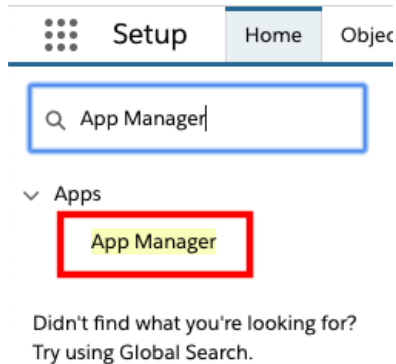 Setup Home Objec
App Manager
Apps
App Manager
Didn't find what you're looking for?
Try using Global Search.